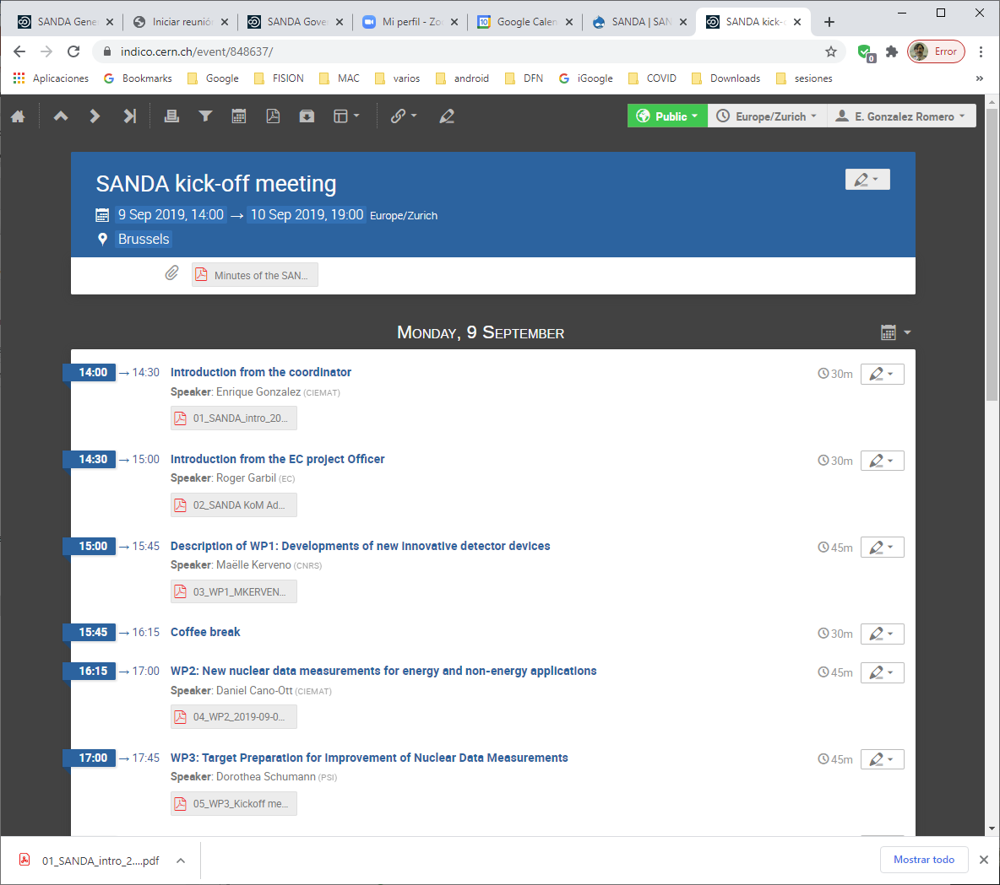 SANDA Gene
Iniciar reunió
SANDA Gove
Mi perfil - Zoo
Google Calen
SANDA | SAN
SANDA kick-
indico.cern.ch/event/848637/
0
Error
Aplicaciones
Bookmarks
Google
FISION
MAC
varios
android
DFN
iGoogle
COVID
Downloads
sesiones
»
Public
Europe/Zurich
E. Gonzalez Romero
SANDA kick-off meeting
9 Sep 2019, 14:00 → 10 Sep 2019, 19:00 Europe/Zurich
Brussels
Minutes of the SAN...
Monday, 9 September
14:00 → 14:30 Introduction from the coordinator 30m
Speaker: Enrique Gonzalez (CIEMAT)
01_SANDA_intro_20...
14:30 → 15:00 Introduction from the EC project Officer 30m
Speaker: Roger Garbil (EC)
02_SANDA KoM Ad...
15:00 → 15:45 Description of WP1: Developments of new innovative detector devices 45m
Speaker: Maëlle Kerveno (CNRS)
03_WP1_MKERVEN...
15:45 → 16:15 Coffee break 30m
16:15 → 17:00 WP2: New nuclear data measurements for energy and non-energy applications 45m
Speaker: Daniel Cano-Ott (CIEMAT)
04_WP2_2019-09-0...
17:00 → 17:45 WP3: Target Preparation for Improvement of Nuclear Data Measurements 45m
Speaker: Dorothea Schumann (PSI)
05_WP3_Kickoff me...
01_SANDA_intro_2....pdf
Mostrar todo